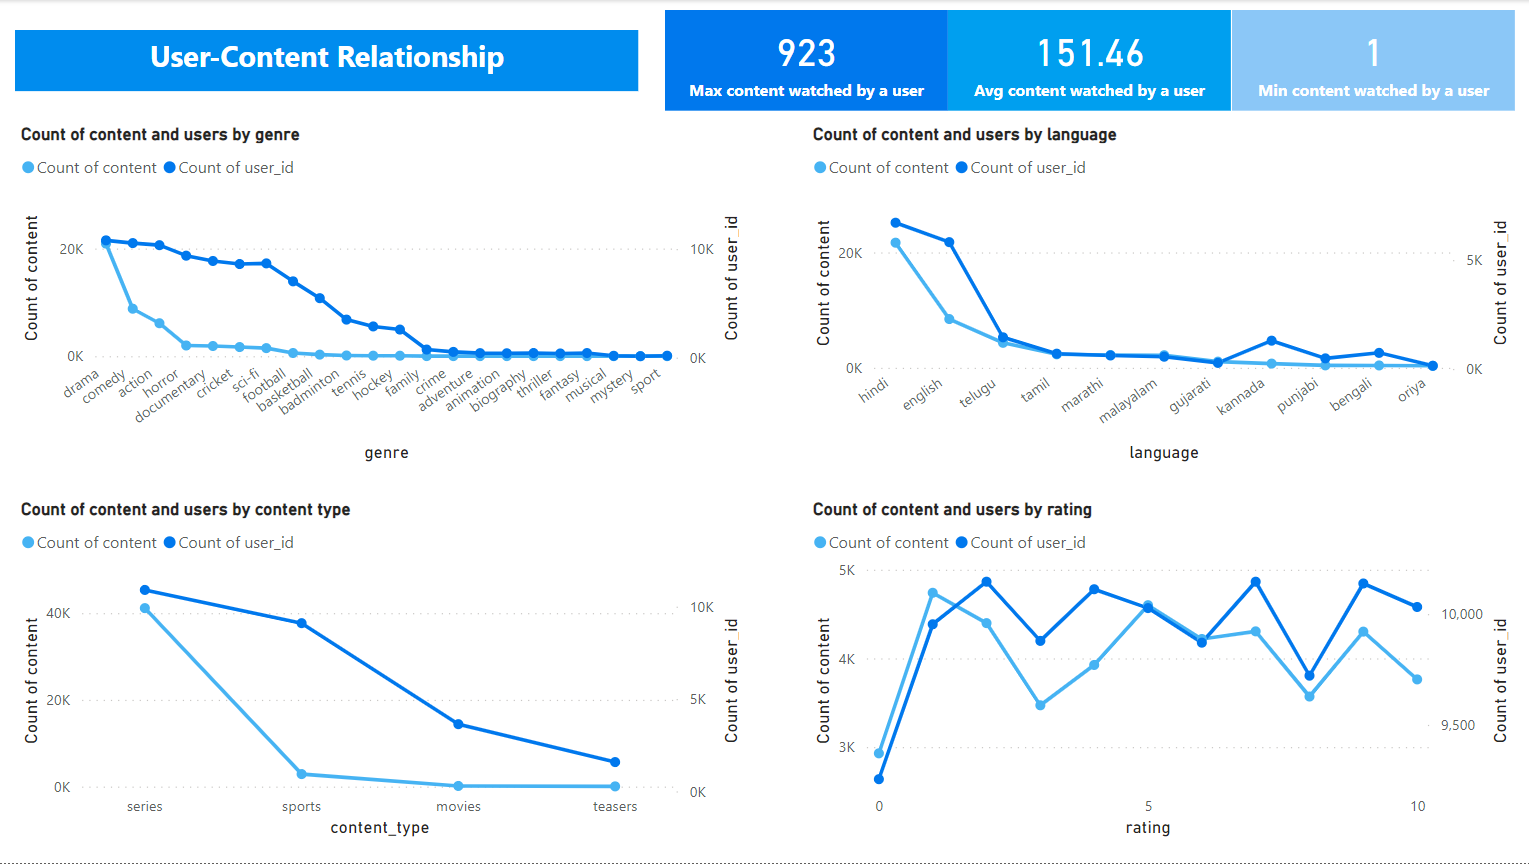 User-Content Relationship
923
Max content watched by a user
151.46
Avg content watched by a user
1
Min content watched by a user
Count of content and users by genre
Count of content Count of user_id
Count of content
20K
0K
10K
0K
Count of user_id
drama
comedy
action
horror
documentary
cricket
sci-fi
football
basketball
badminton
tennis
hockey
family
crime
adventure
animation
biography
thriller
fantasy
musical
mystery
sport
genre
Count of content and users by language
Count of content Count of user_id
Count of content
20K
0K
5K
0K
Count of user_id
hindi
english
telugu
tamil
marathi
malayalam
gujarati
kannada
punjabi
bengali
oriya
language
Count of content and users by content type
Count of content Count of user_id
Count of content
40K
20K
0K
10K
5K
0K
Count of user_id
series sports movies teasers
content_type
Count of content and users by rating
Count of content Count of user_id
Count of content
5K
4K
3K
10,000
9,500
Count of user_id
0 5 10
rating